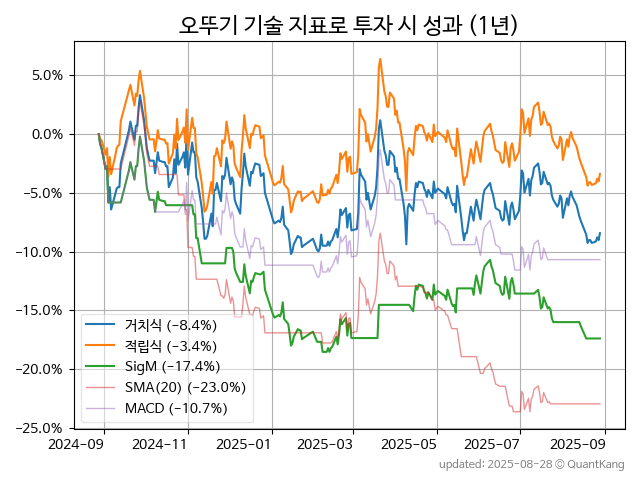 오뚜기 기술 지표로 투자 시 성과 (1년)
5.0%
0.0%
−5.0%
−10.0%
−15.0%
−20.0%
−25.0%
거치식 (−8.4%)
적립식 (−3.4%)
SigM (−17.4%)
SMA(20) (−23.0%)
MACD (−10.7%)
2024-09 2024-11 2025-01 2025-03 2025-05 2025-07 2025-09
updated: 2025-08-28 © QuantKang